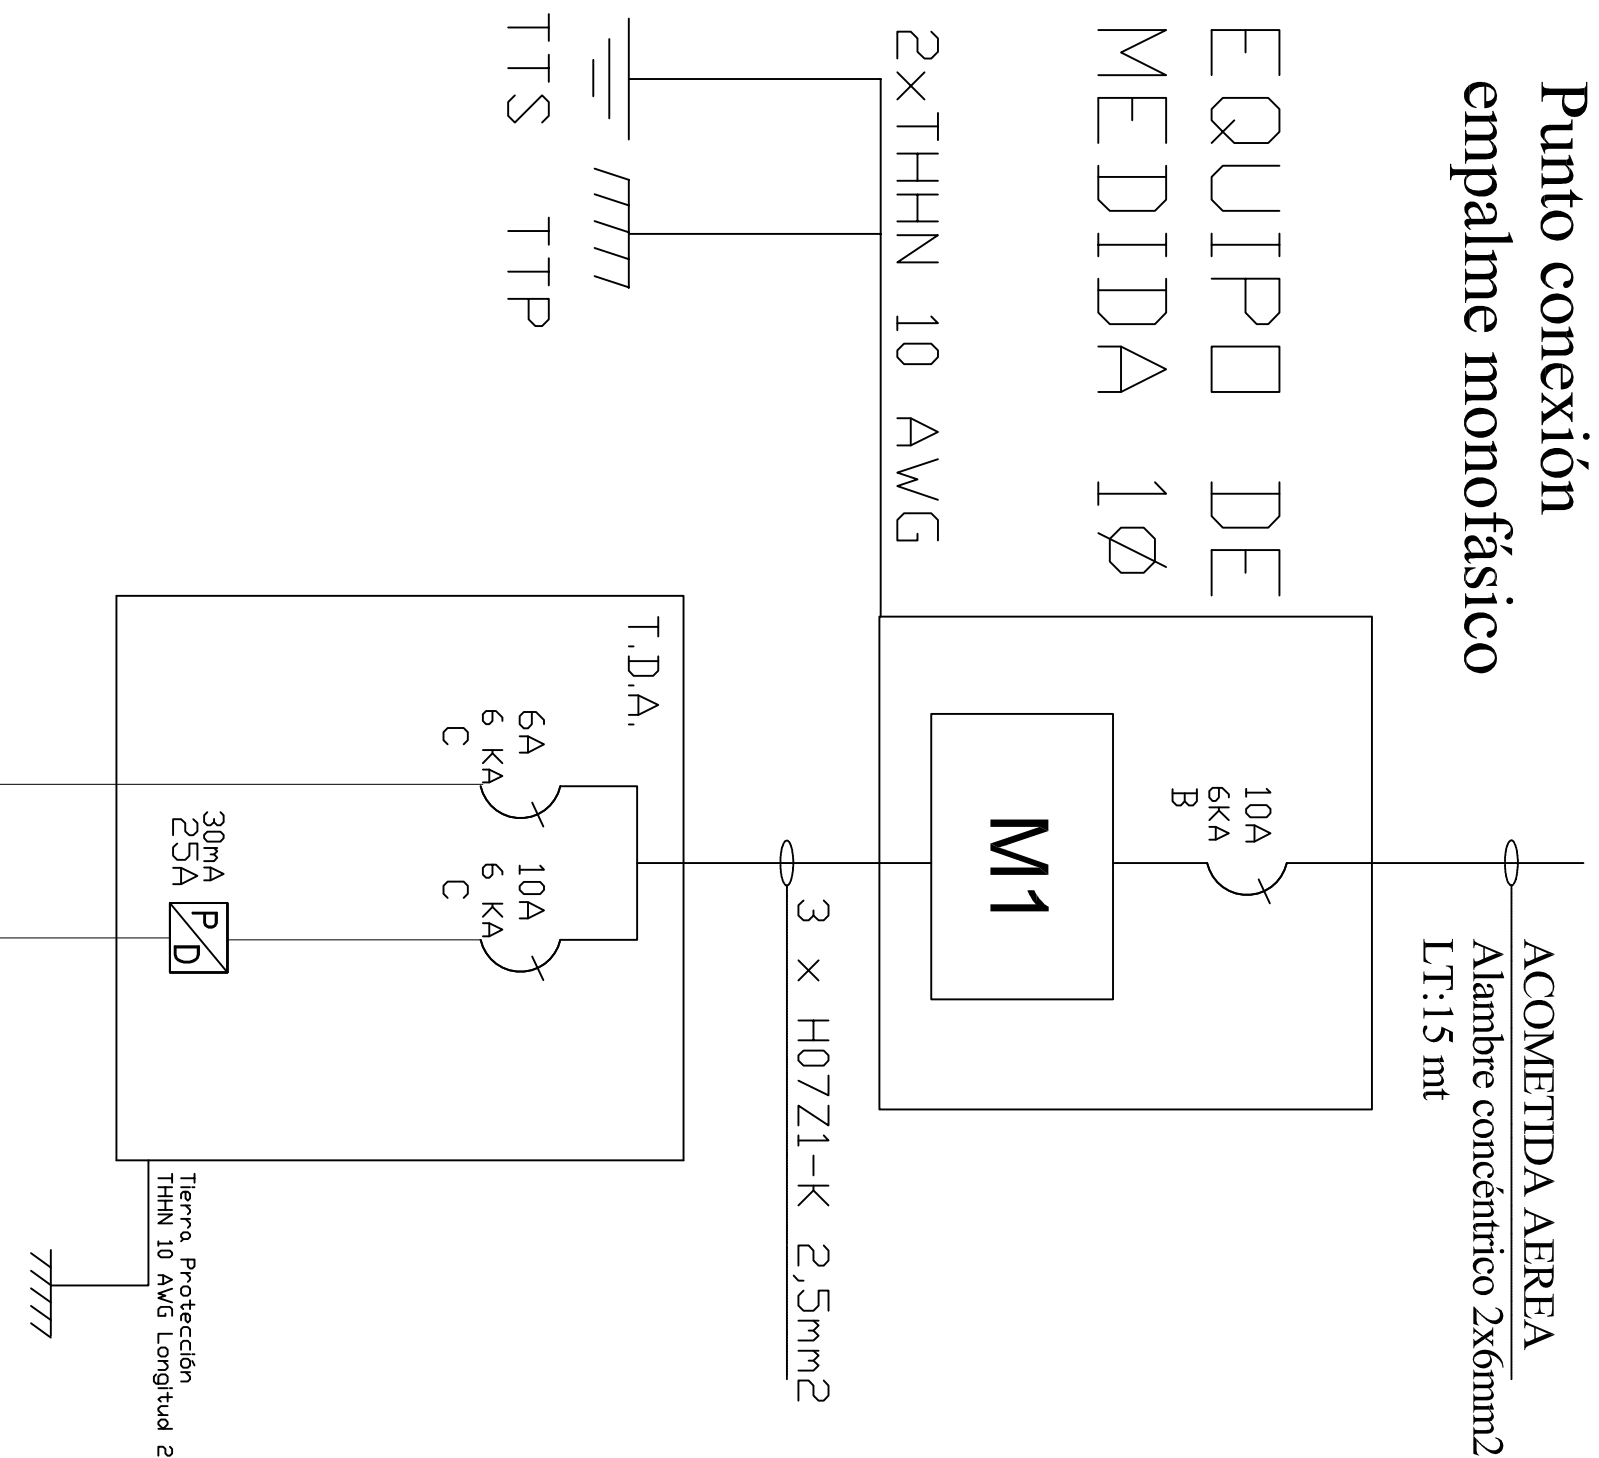 Punto conexión
empalme monofásico
ACOMETIDA AEREA
Alambre concéntrico 2x6mm2
LT:15 mt
EQUIPO DE
MEDIDA 1Ø
10A
6KA
B
M1
2xTHHN 10 AWG
3 x H07Z1-K 2,5mm2
TTS TTP
T.D.A.
6A
6 KA
C
10A
6 KA
C
30mA
25A
P/D
Tierra Protección
THHN 10 AWG Longitud 2